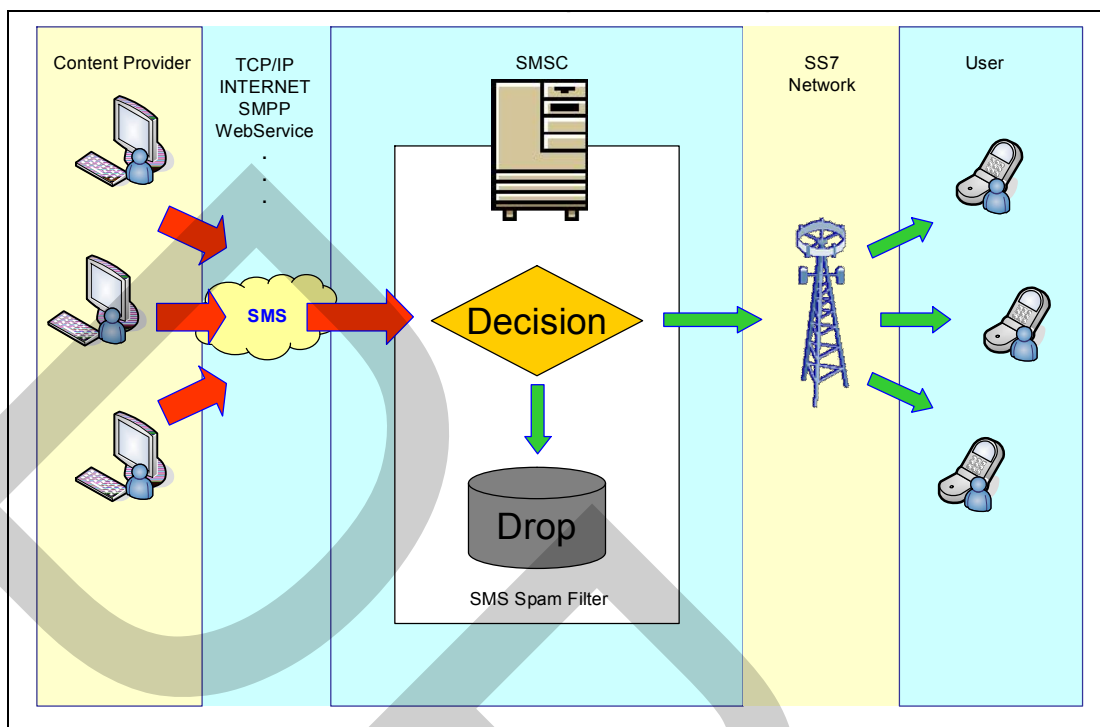 Content Provider
TCP/IP
INTERNET
SMPP
WebService
.
.
.
SMSC
SS7
Network
User
SMS
Decision
Drop
SMS Spam Filter